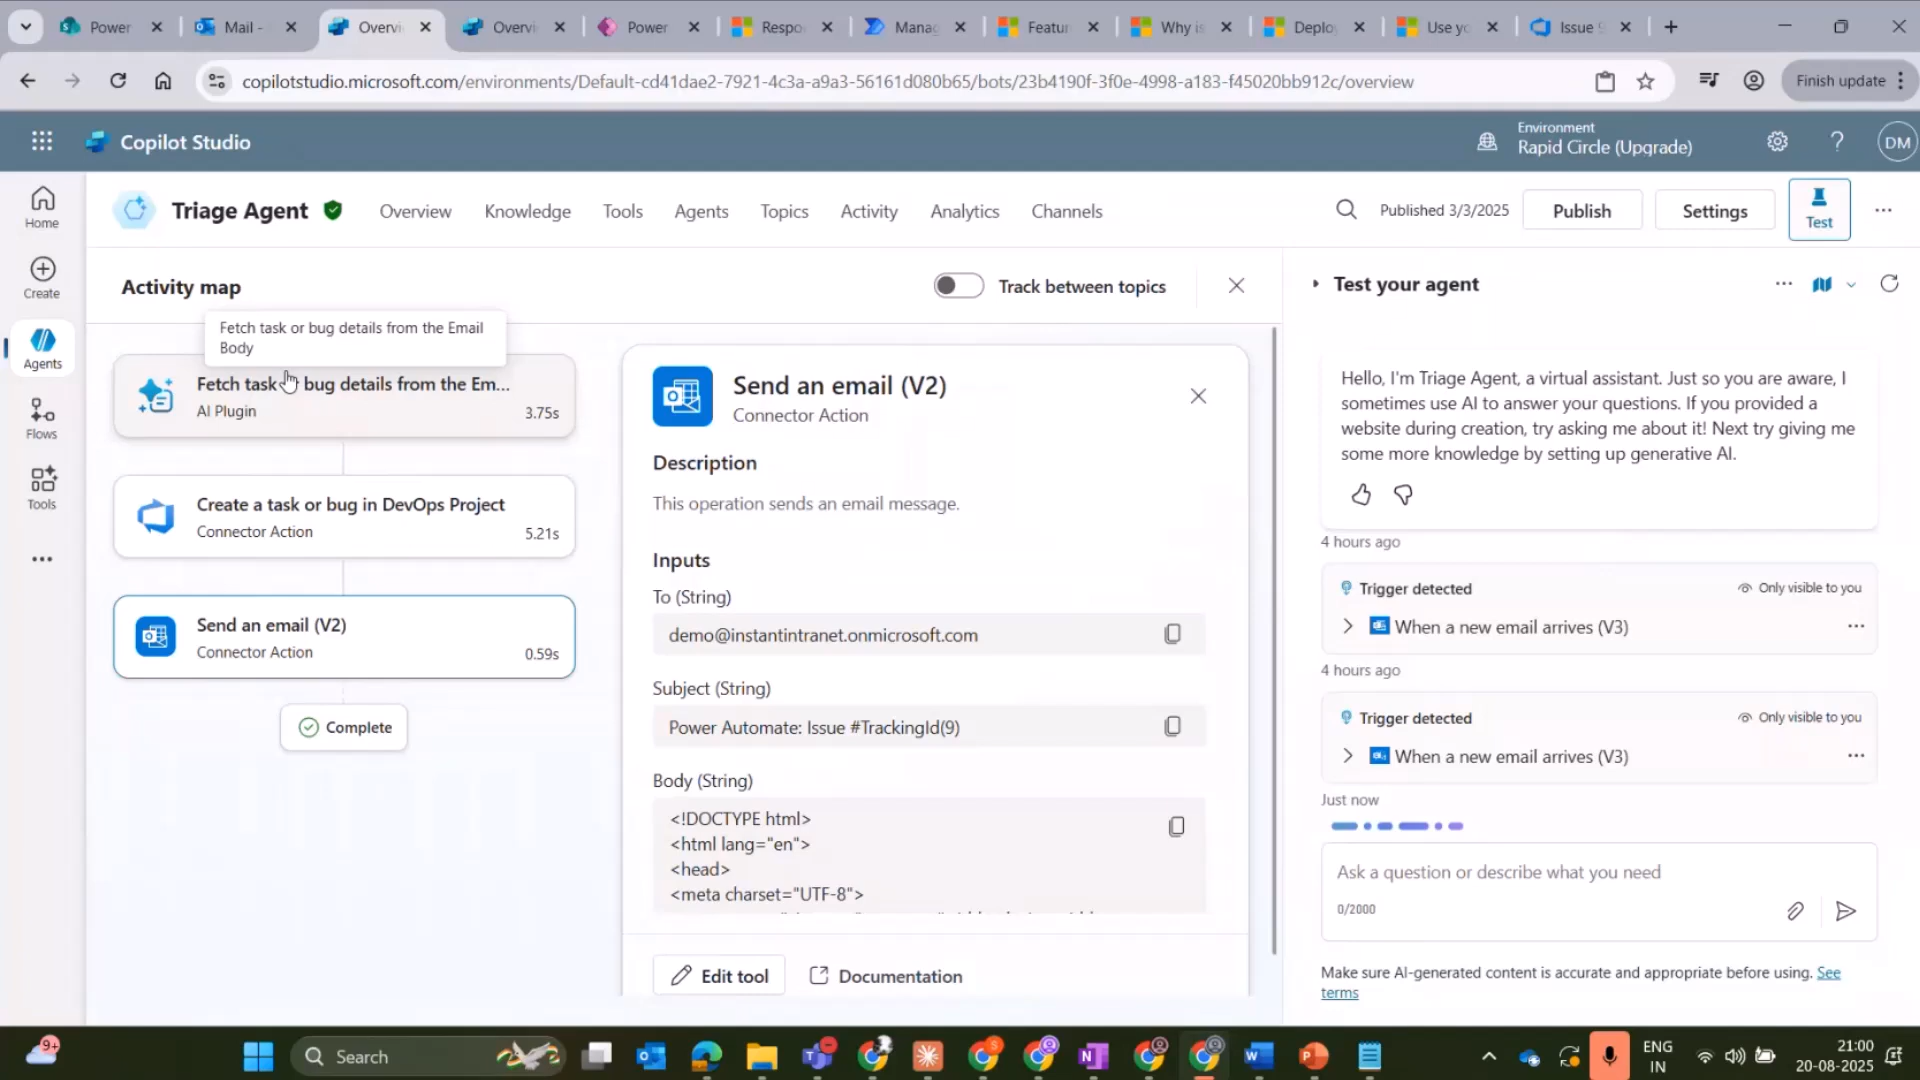 Power
Mail -
Overvi
Overvi
Power
Respo
Manag
Featur
Why is
Deploy
Use yo
Issue 9
copilotstudio.microsoft.com/environments/Default-cd41dae2-7921-4c3a-a9a3-56161d080b65/bots/23b4190f-3f0e-4998-a183-f45020bb912c/overview
Finish update
Copilot Studio
Environment
Rapid Circle (Upgrade)
DM
Home
Create
Agents
Flows
Tools
Triage Agent
Overview
Knowledge
Tools
Agents
Topics
Activity
Analytics
Channels
Published 3/3/2025
Publish
Settings
Test
Activity map
Track between topics
Fetch task or bug details from the Email
Body
Fetch task or bug details from the Em...
AI Plugin
3.75s
Create a task or bug in DevOps Project
Connector Action
5.21s
Send an email (V2)
Connector Action
0.59s
Complete
Send an email (V2)
Connector Action
Description
This operation sends an email message.
Inputs
To (String)
demo@instantintranet.onmicrosoft.com
Subject (String)
Power Automate: Issue #TrackingId(9)
Body (String)
<!DOCTYPE html>
<html lang="en">
<head>
<meta charset="UTF-8">
Edit tool
Documentation
Test your agent
Hello, I'm Triage Agent, a virtual assistant. Just so you are aware, I
sometimes use AI to answer your questions. If you provided a
website during creation, try asking me about it! Next try giving me
some more knowledge by setting up generative AI.
4 hours ago
Trigger detected
Only visible to you
When a new email arrives (V3)
4 hours ago
Trigger detected
Only visible to you
When a new email arrives (V3)
Just now
Ask a question or describe what you need
0/2000
Make sure AI-generated content is accurate and appropriate before using. See
terms
9+
Search
ENG
IN
21:00
20-08-2025